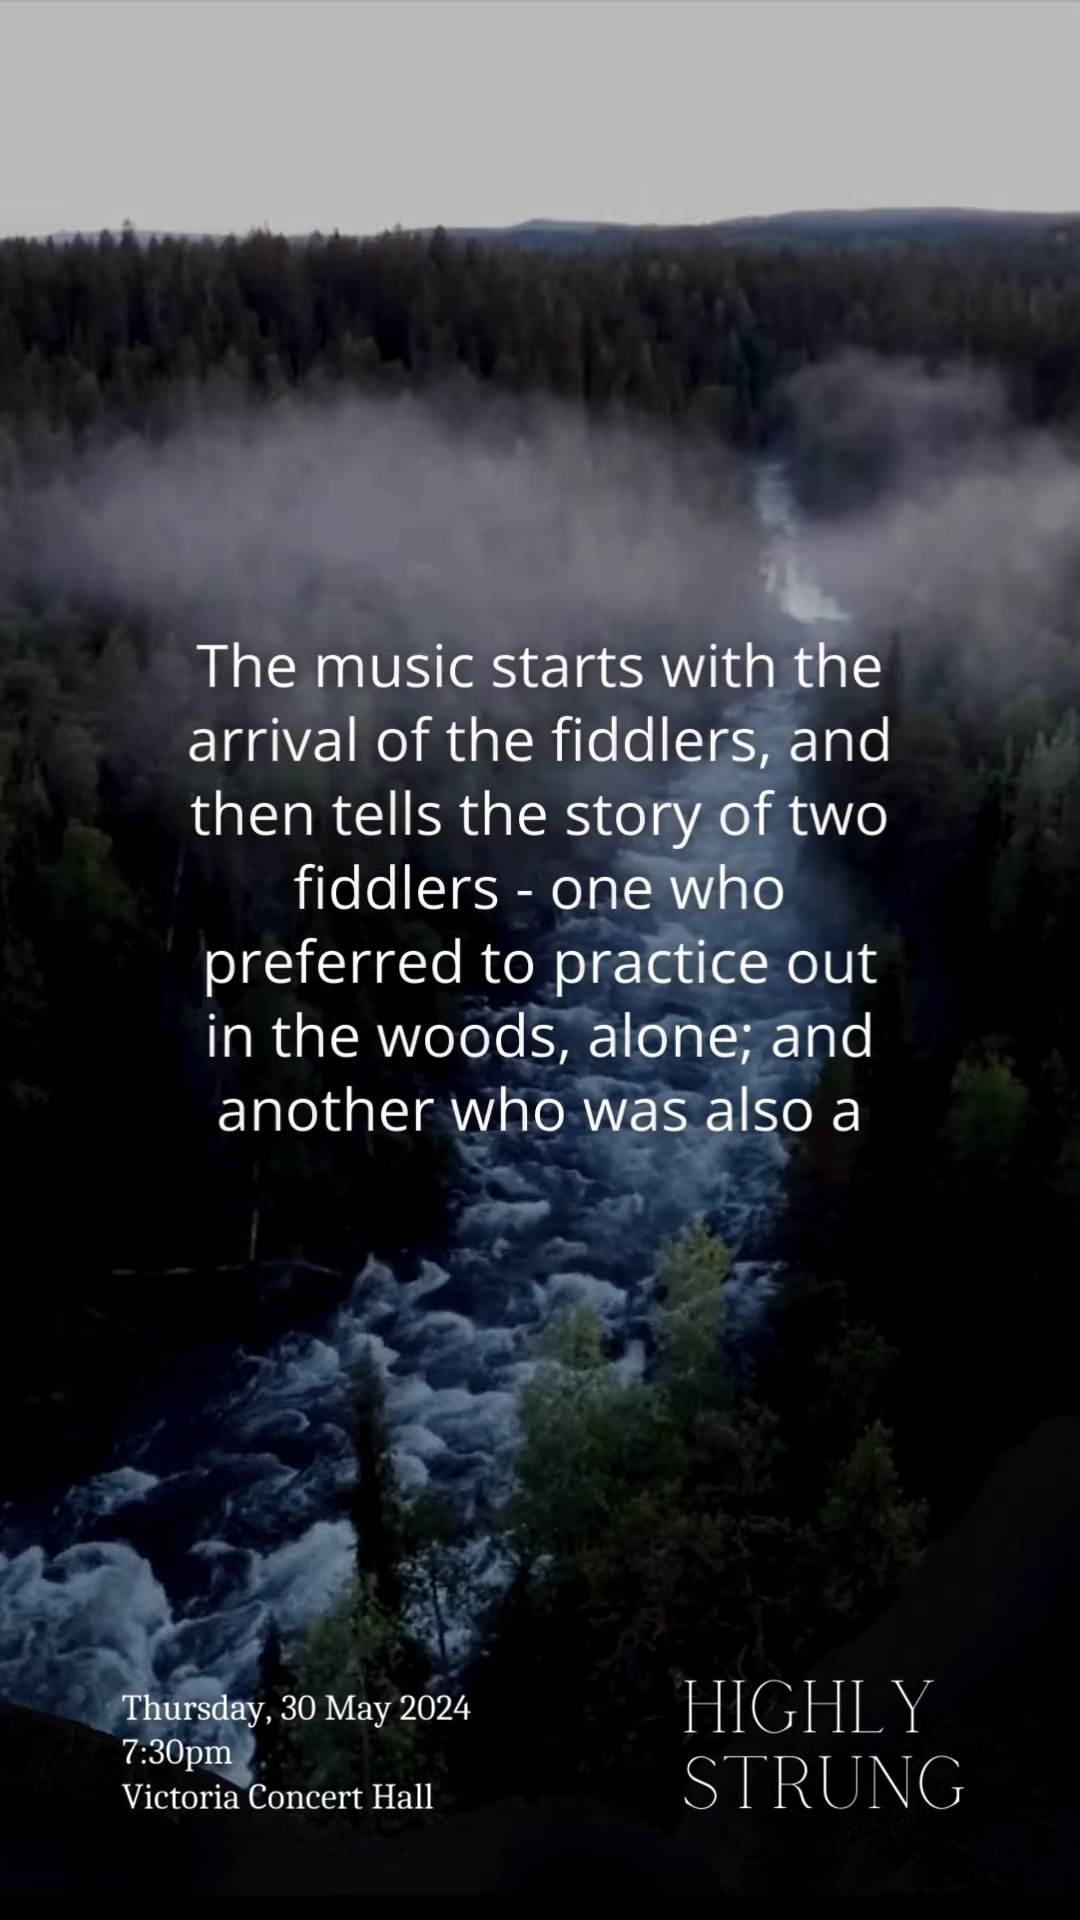 The music starts with the
arrival of the fiddlers, and
then tells the story of two
fiddlers - one who
preferred to practice out
in the woods, alone; and
another who was also a
Thursday, 30 May 2024
7:30pm
Victoria Concert Hall
HIGHLY
STRUNG